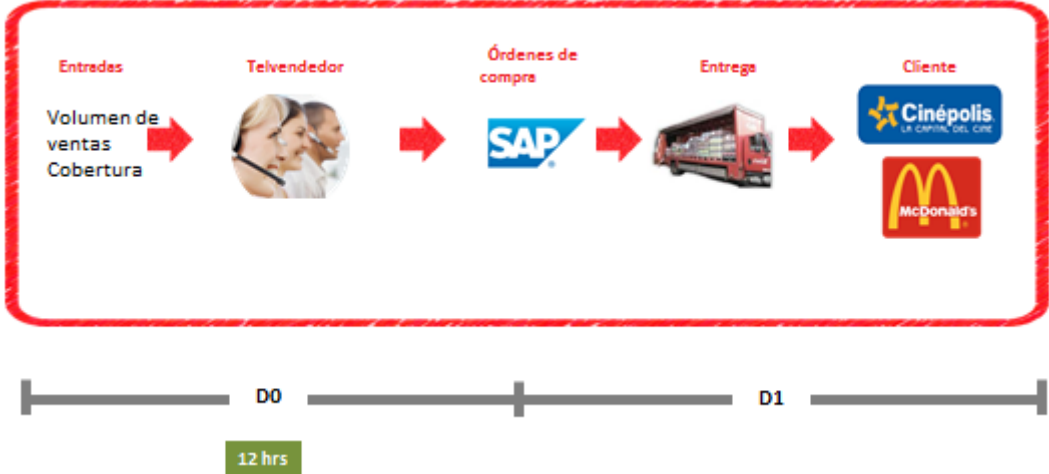 Entradas
Telvendedor
Órdenes de
compra
Entrega
Cliente
Volumen de
ventas
Cobertura
SAP
Cinépolis
LA CAPITAL DEL CINE
McDonald's
D0
D1
12 hrs